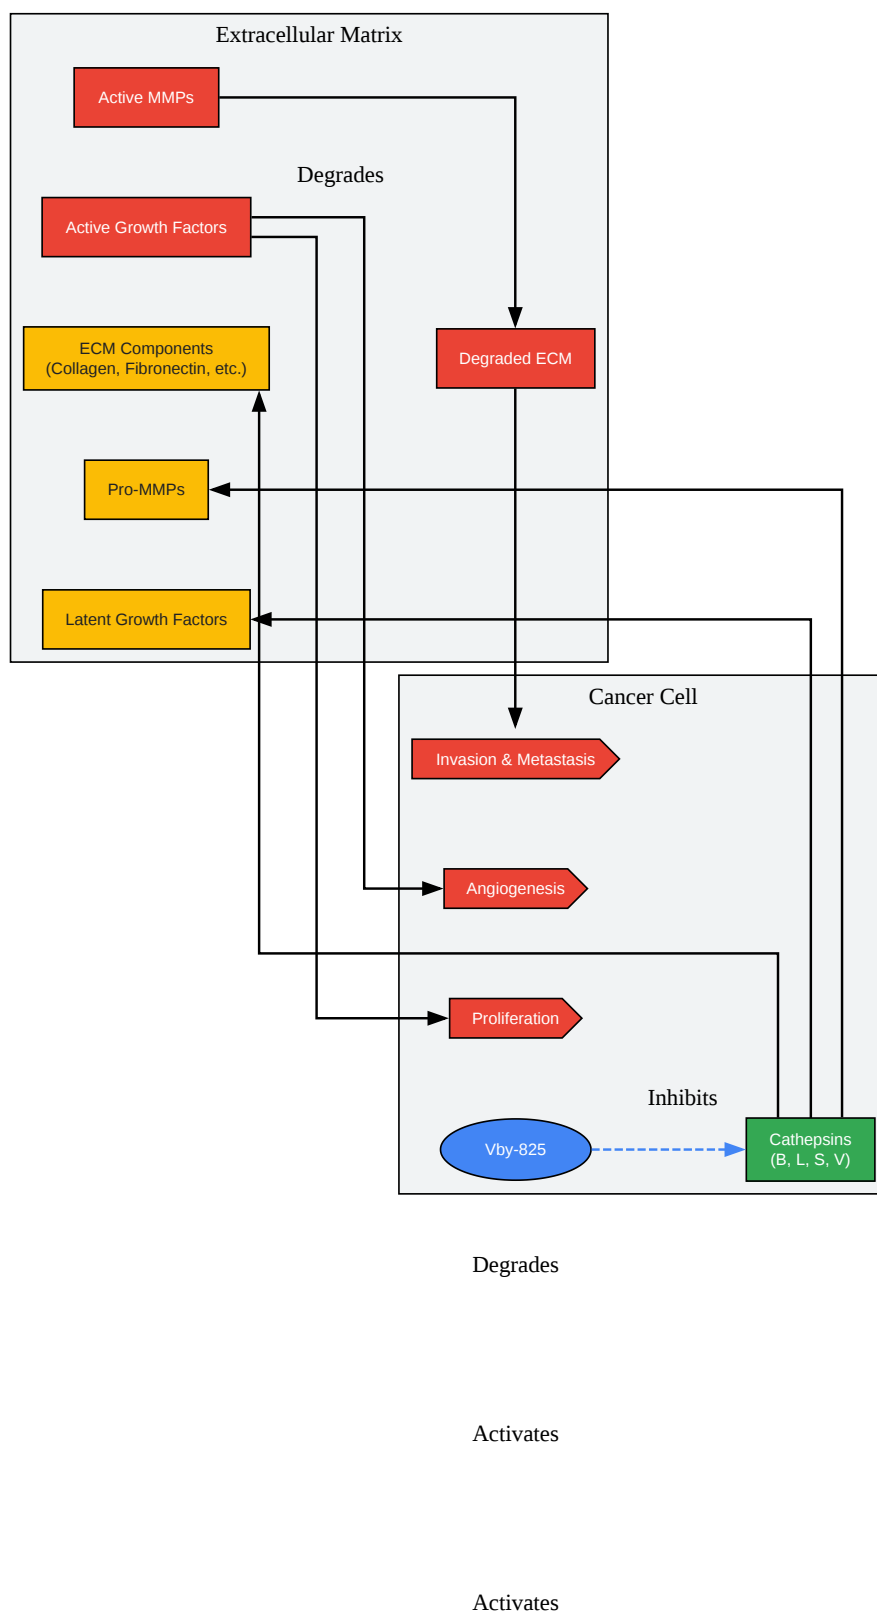 Extracellular Matrix
Active MMPs
Degrades
Active Growth Factors
ECM Components
(Collagen, Fibronectin, etc.)
Degraded ECM
Pro-MMPs
Latent Growth Factors
Cancer Cell
Invasion & Metastasis
Angiogenesis
Proliferation
Inhibits
Vby-825
Cathepsins
(B, L, S, V)
Degrades
Activates
Activates